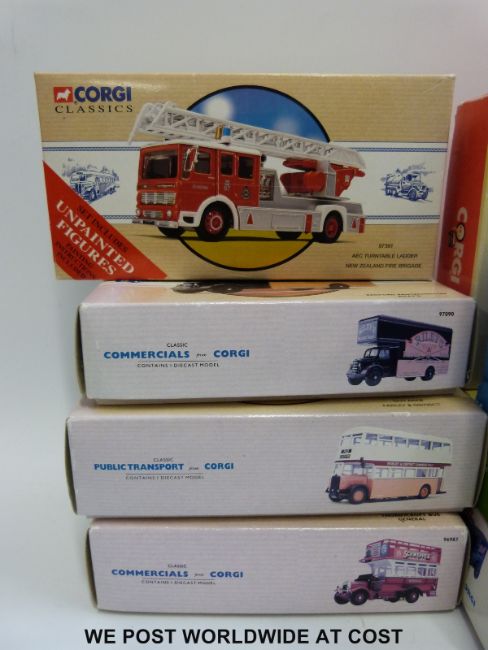 CORGI
CLASSICS
SET INCLUDES
UNPAINTED
FIGURES
AEC TURNTABLE LADDER
NEW ZEALAND FIRE BRIGADE
CORGI
97090
CLASSIC
COMMERCIALS from CORGI
CONTAINS 1 DIECAST MODEL
CLASSIC
PUBLIC TRANSPORT from CORGI
CONTAINS 1 DIECAST MODEL
GENERAL
96987
CLASSIC
COMMERCIALS from CORGI
CONTAINS 1 DIECAST MODEL
WE POST WORLDWIDE AT COST